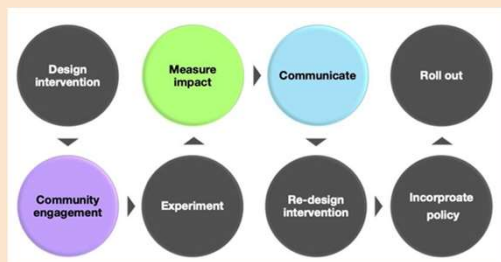 Design
intervention
Measure
impact
Communicate
Roll out
Community
engagement
Experiment
Re-design
intervention
Incorproate
policy